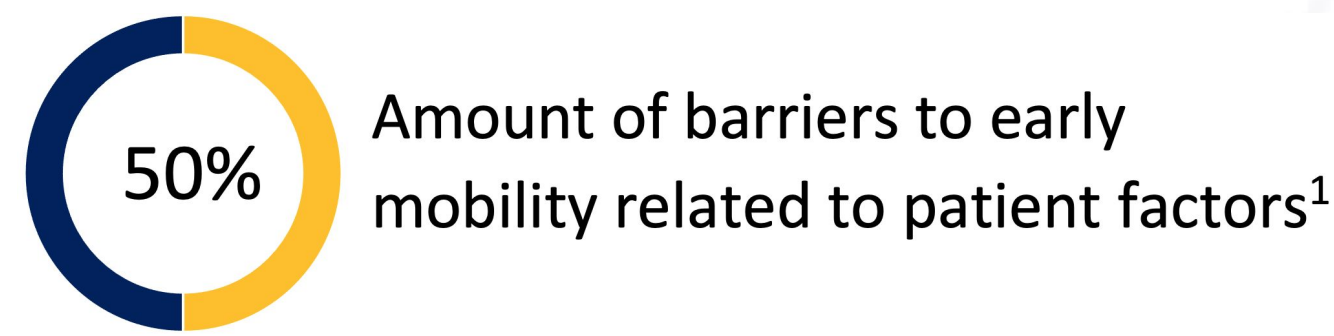 50%
Amount of barriers to early
mobility related to patient factors¹